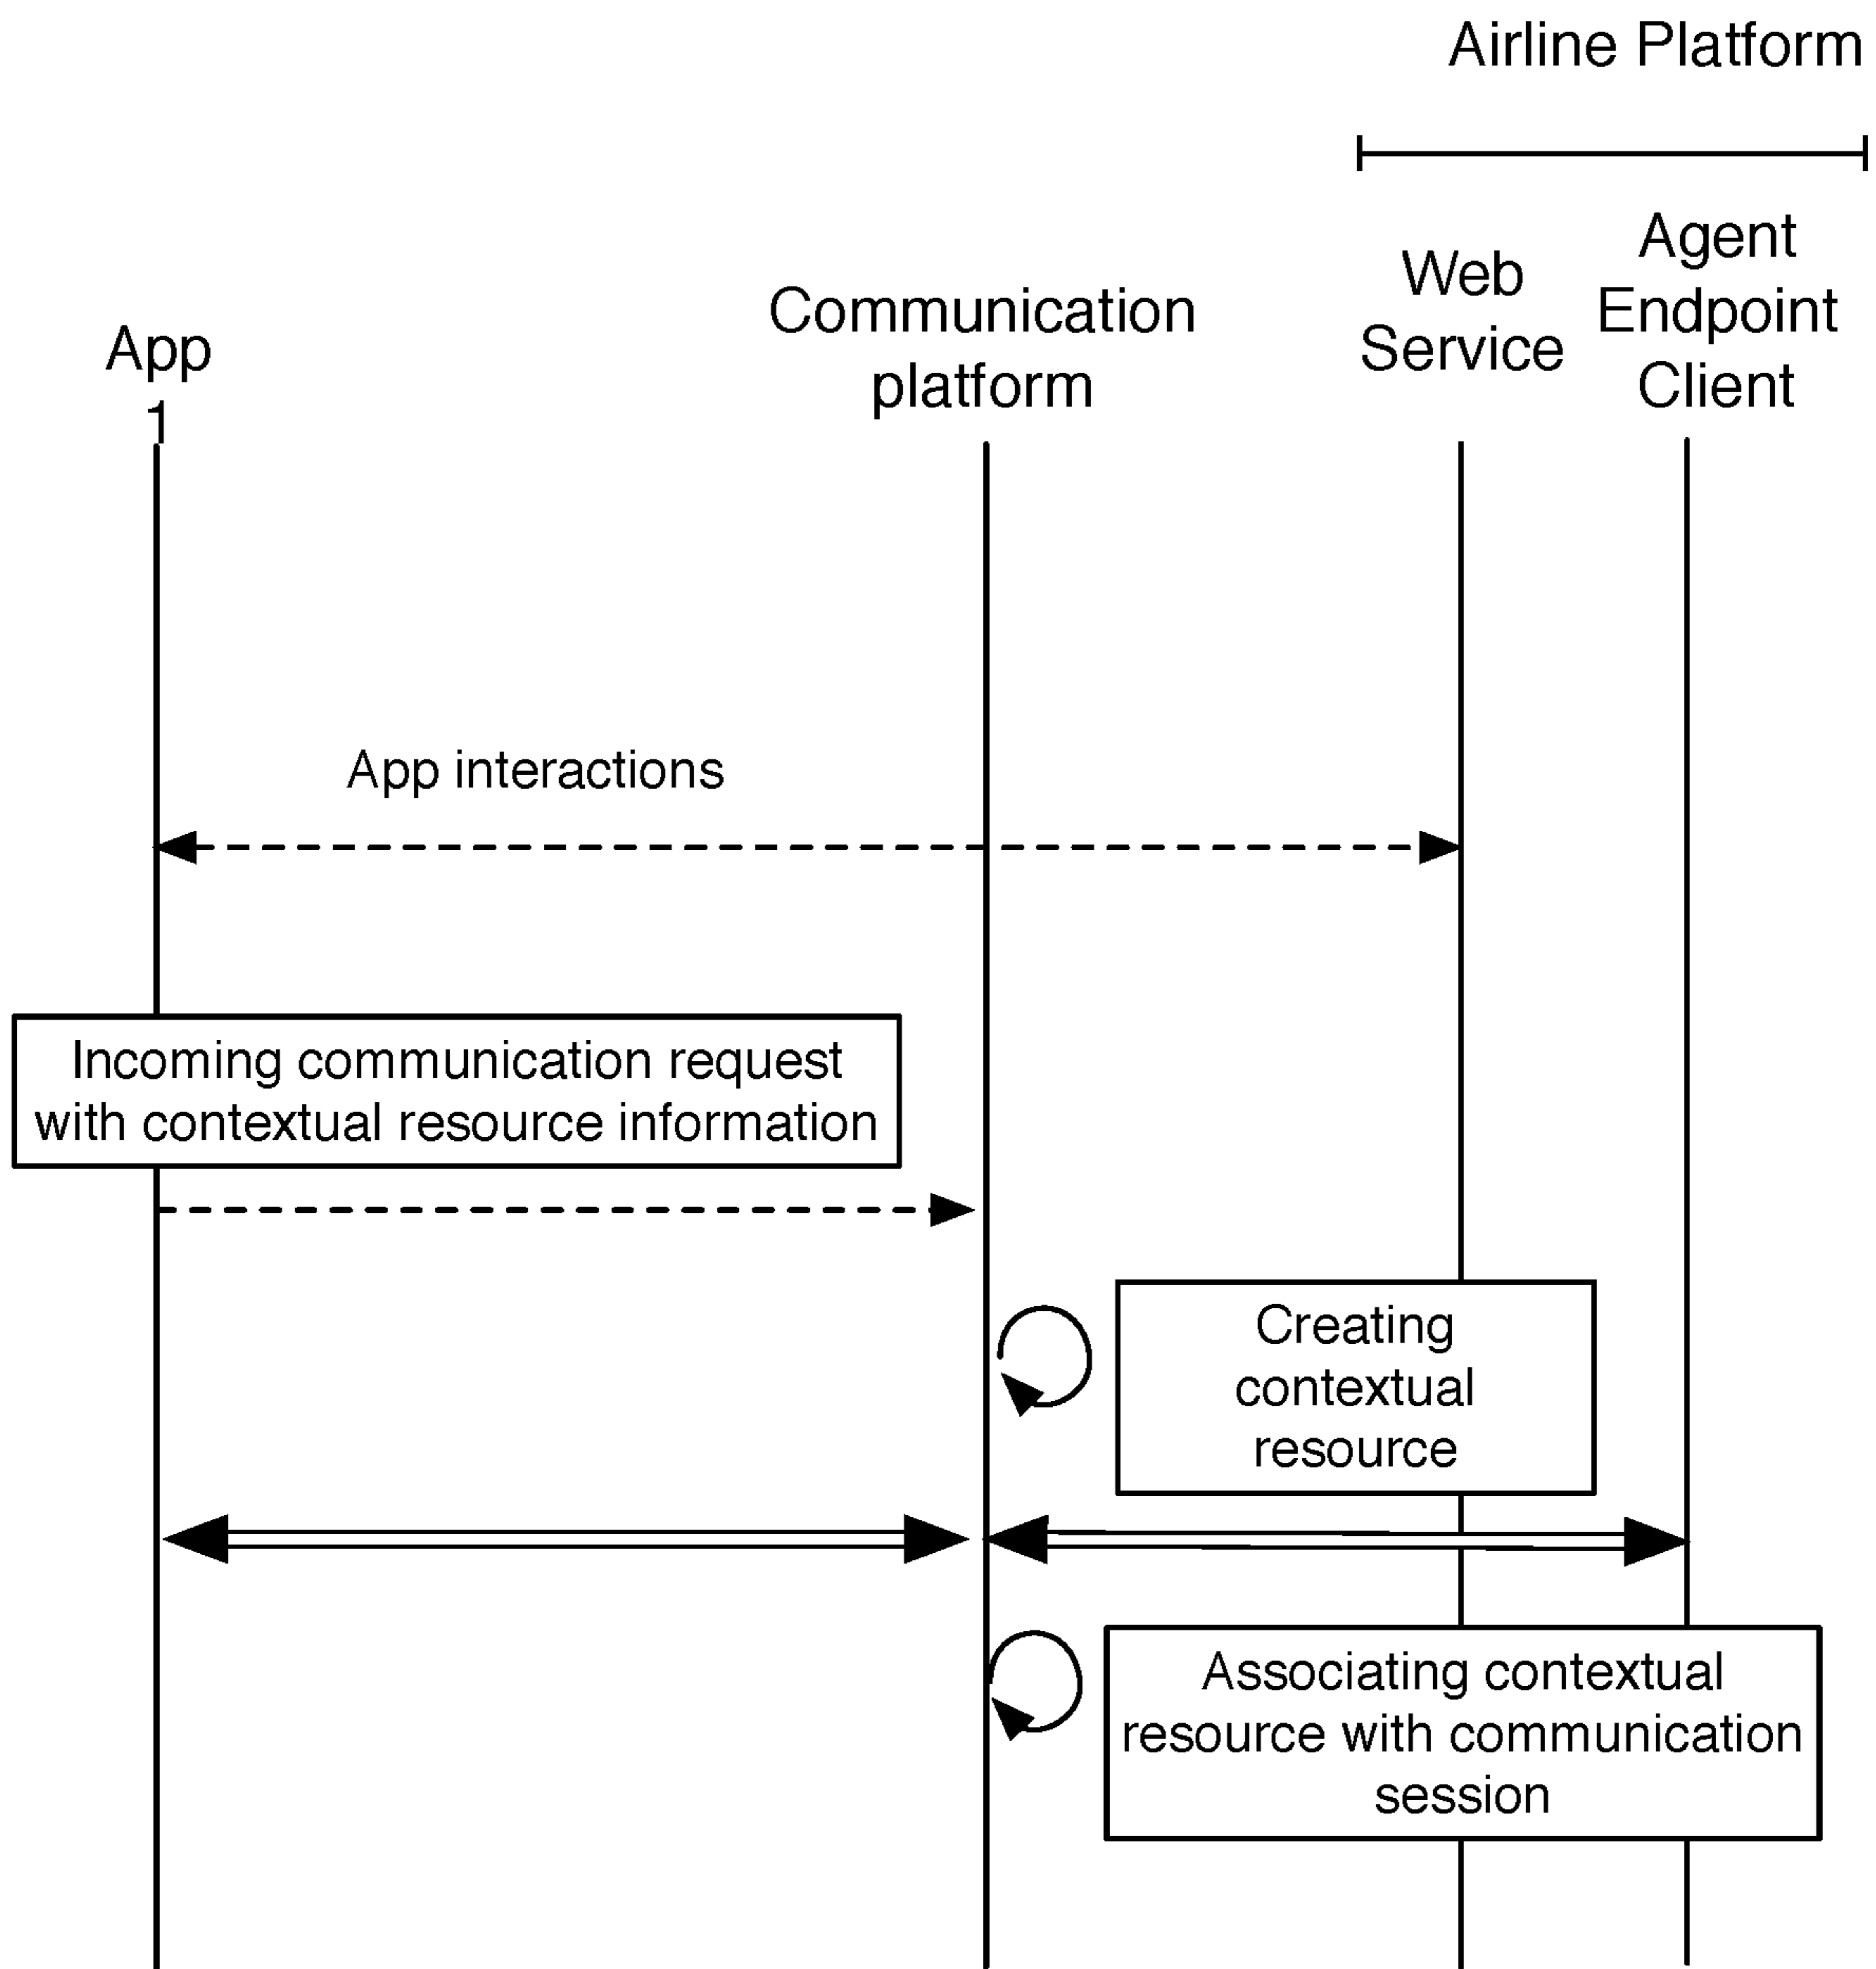 Airline Platform
App
1
Communication
platform
Web
Service
Agent
Endpoint
Client
App interactions
Incoming communication request
with contextual resource information
Creating
contextual
resource
Associating contextual
resource with communication
session